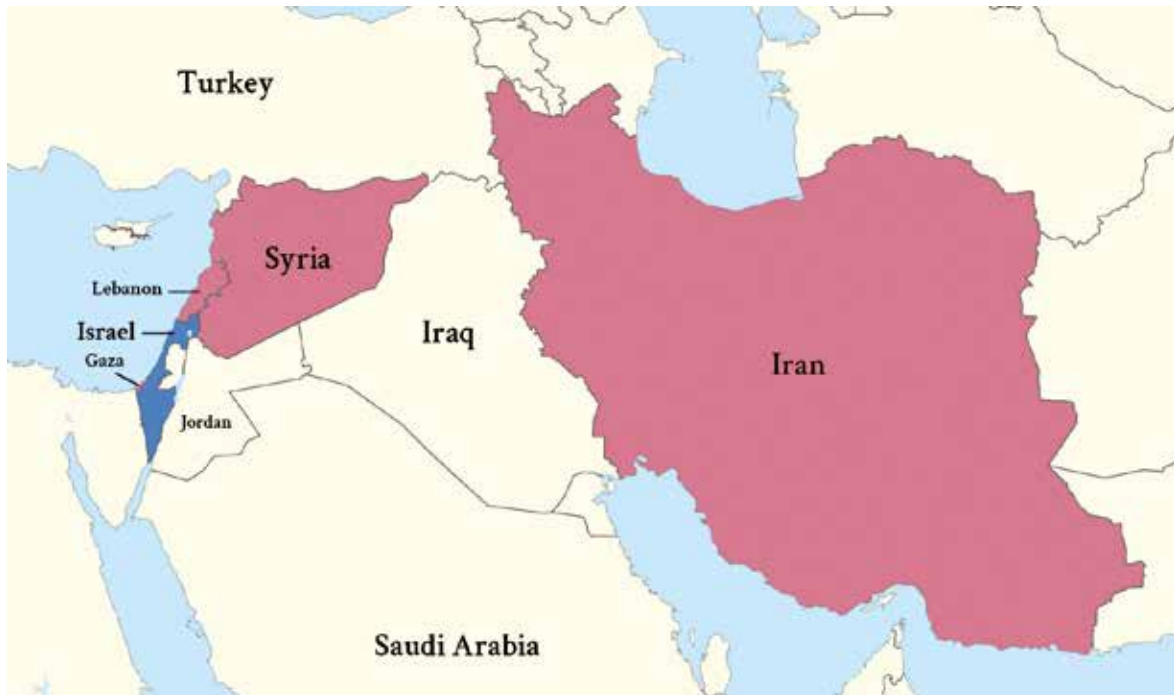 Turkey
Syria
Lebanon
Israel
Gaza
Jordan
Iraq
Iran
Saudi Arabia